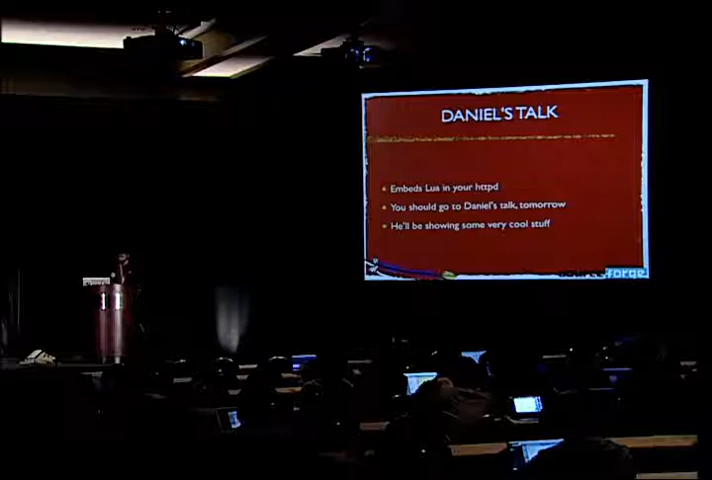 DANIEL'S TALK
Embeds Lua in your httpd
You should go to Daniel's talk, tomorrow
He'll be showing some very cool stuff
sourceforge